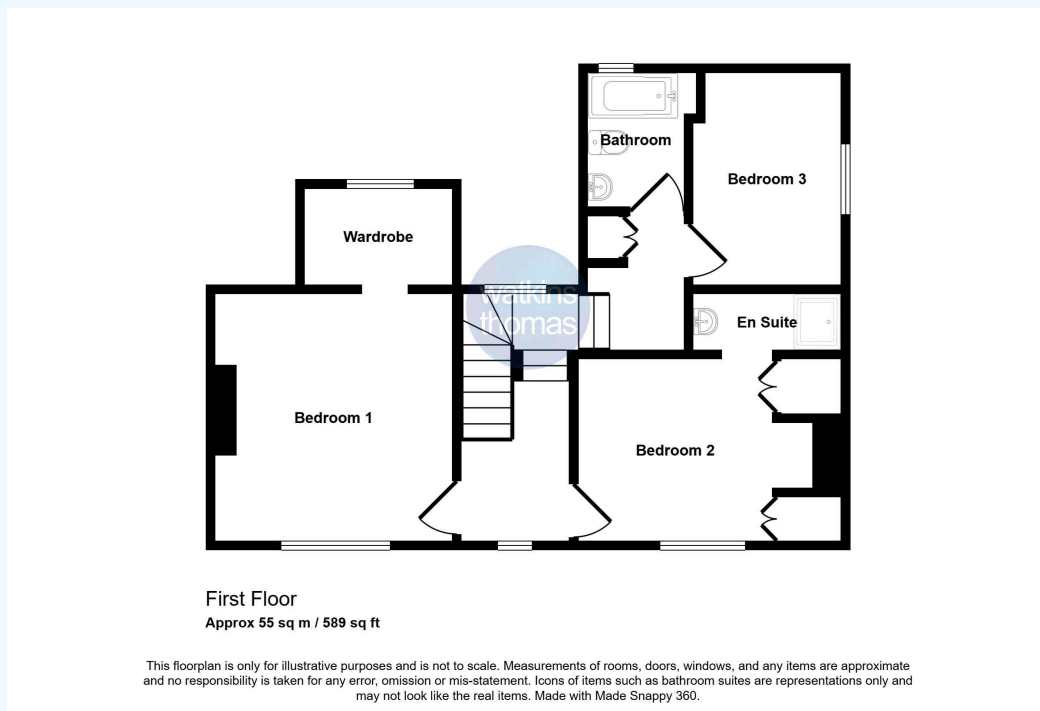 Bathroom
Bedroom 3
Wardrobe
watkins
thomas
En Suite
Bedroom 1
Bedroom 2
First Floor
Approx 55 sq m / 589 sq ft
This floorplan is only for illustrative purposes and is not to scale. Measurements of rooms, doors, windows, and any items are approximate
and no responsibility is taken for any error, omission or mis-statement. Icons of items such as bathroom suites are representations only and
may not look like the real items. Made with Made Snappy 360.